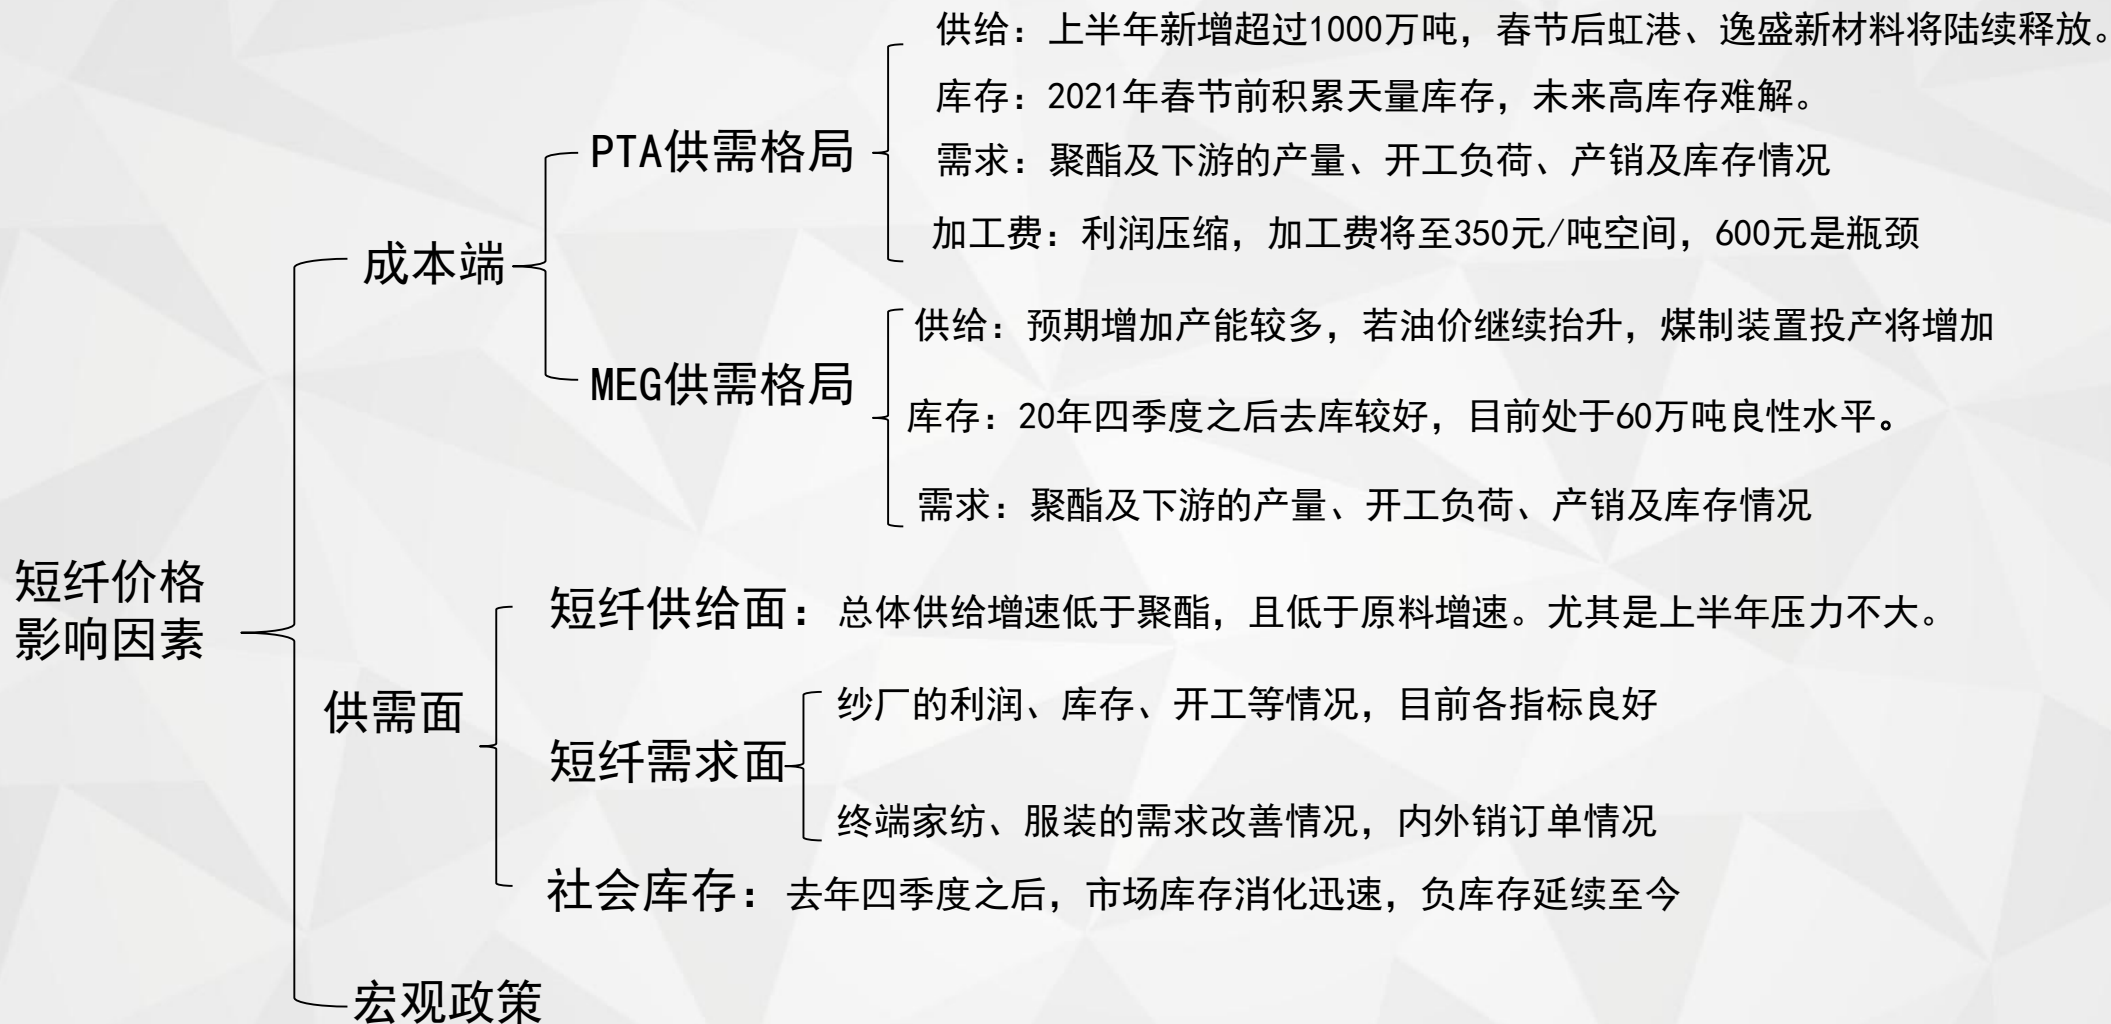 供给：上半年新增超过1000万吨，春节后虹港、逸盛新材料将陆续释放。
库存：2021年春节前积累天量库存，未来高库存难解。
PTA供需格局
需求：聚酯及下游的产量、开工负荷、产销及库存情况
加工费：利润压缩，加工费将至350元/吨空间，600元是瓶颈
成本端
供给：预期增加产能较多，若油价继续抬升，煤制装置投产将增加
MEG供需格局
库存：20年四季度之后去库较好，目前处于60万吨良性水平。
需求：聚酯及下游的产量、开工负荷、产销及库存情况
短纤价格
影响因素
短纤供给面：总体供给增速低于聚酯，且低于原料增速。尤其是上半年压力不大。
供需面
纱厂的利润、库存、开工等情况，目前各指标良好
短纤需求面
终端家纺、服装的需求改善情况，内外销订单情况
社会库存：去年四季度之后，市场库存消化迅速，负库存延续至今
宏观政策